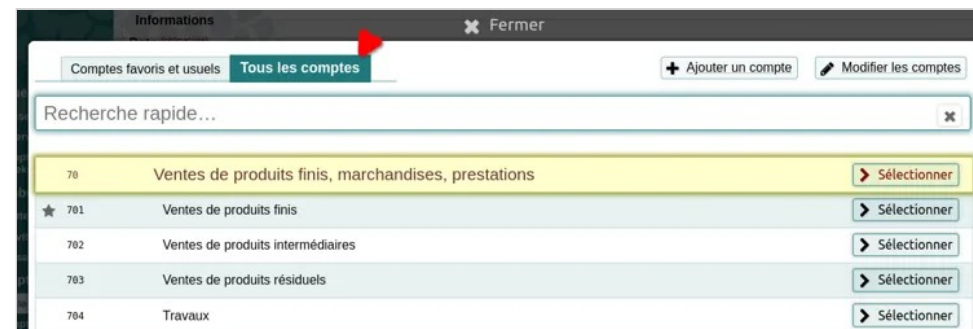 Informations
Fermer
Comptes favoris et usuels Tous les comptes Ajouter un compte Modifier les comptes
Recherche rapide…
70 Ventes de produits finis, marchandises, prestations Sélectionner
701 Ventes de produits finis Sélectionner
702 Ventes de produits intermédiaires Sélectionner
703 Ventes de produits résiduels Sélectionner
704 Travaux Sélectionner